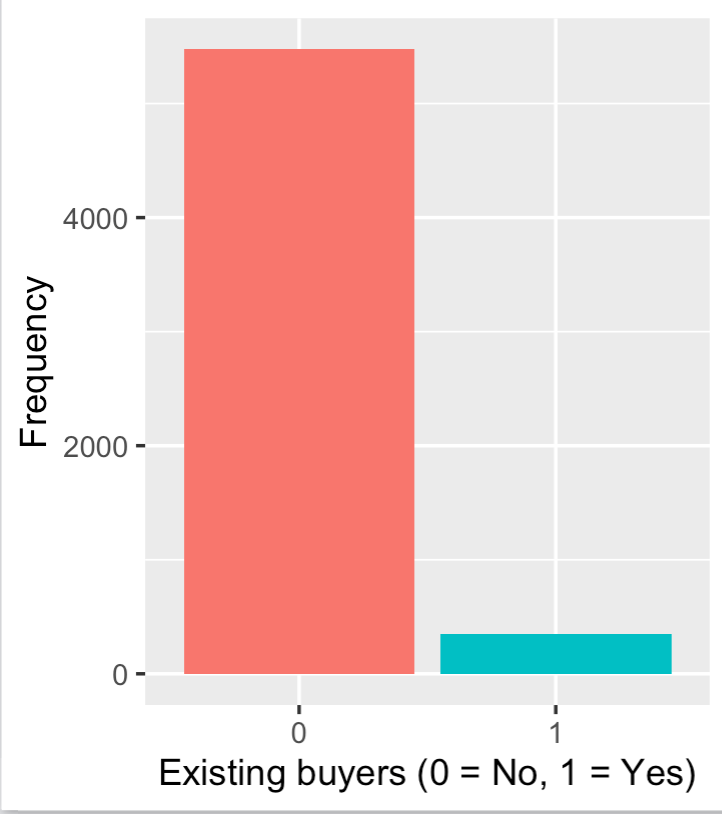 Frequency
4000
2000
0
0 1
Existing buyers (0 = No, 1 = Yes)